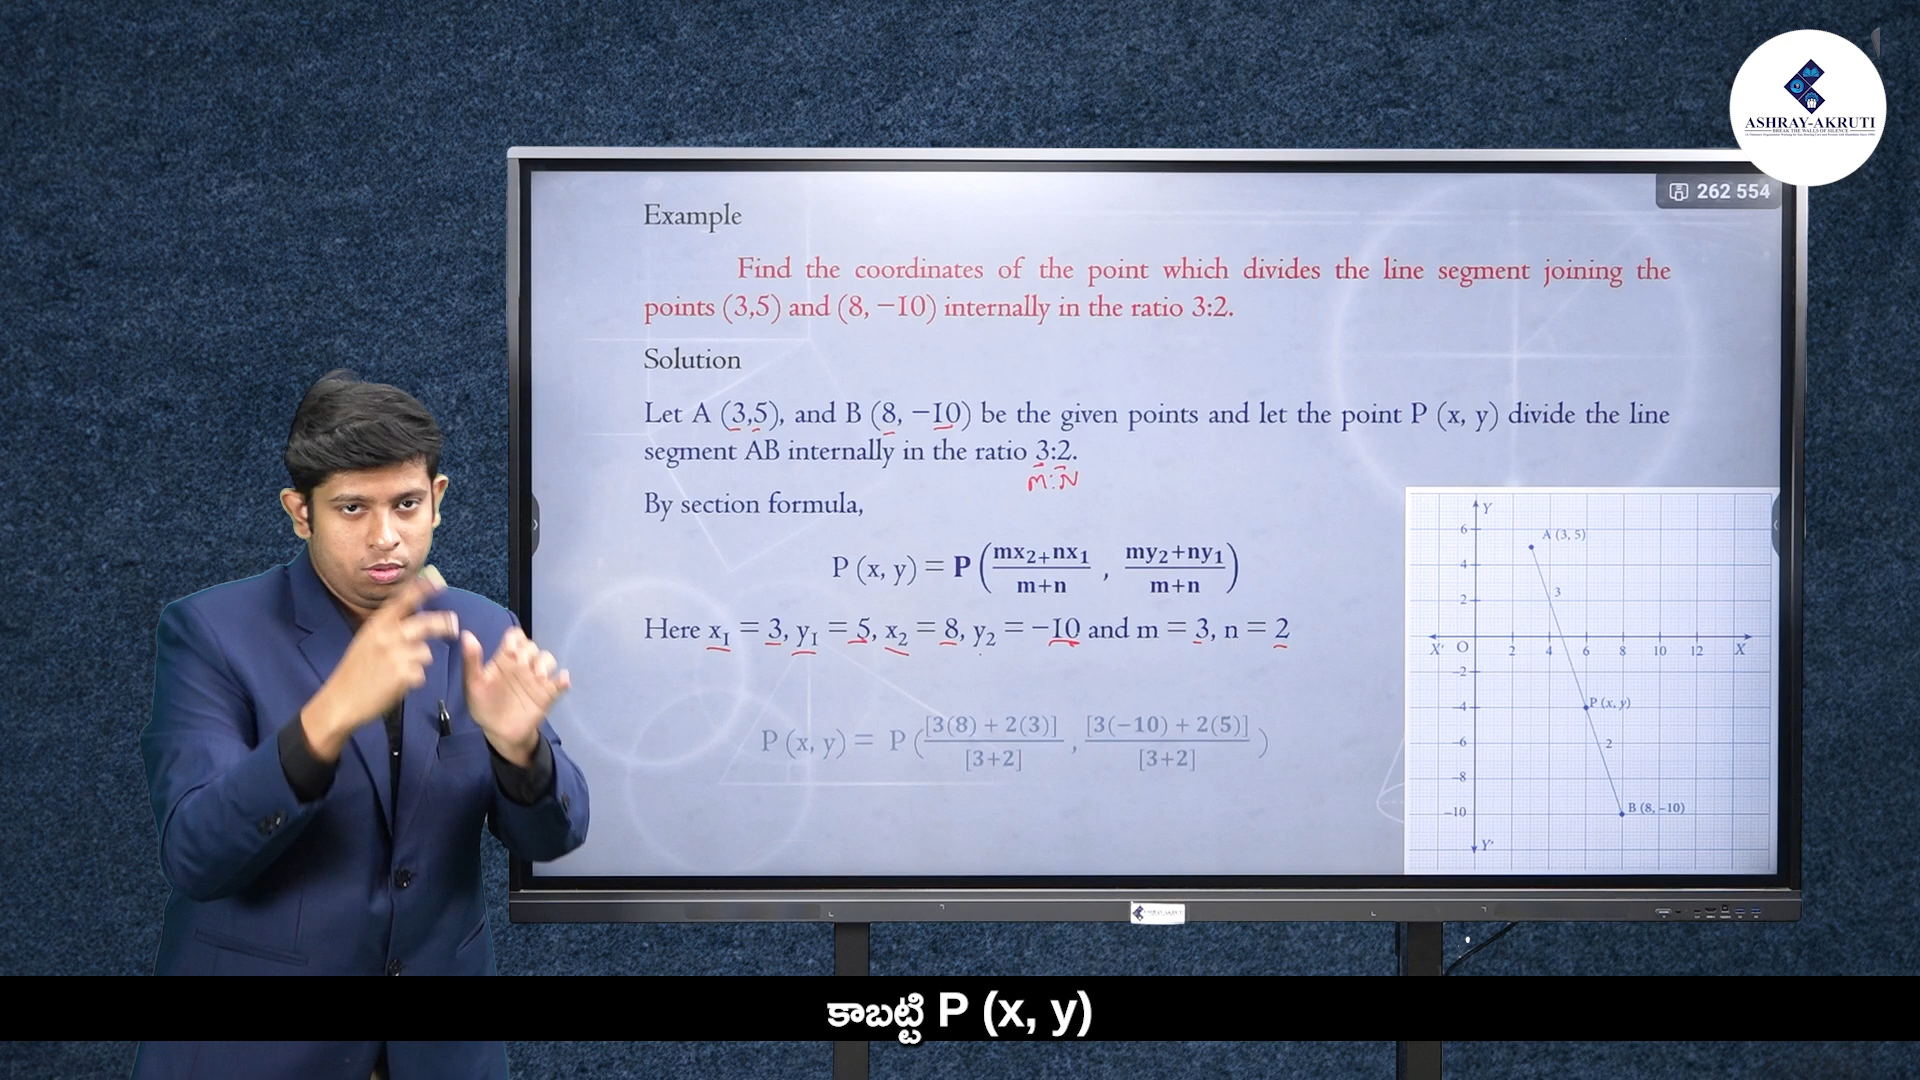 ASHRAY-AKRUTI
BREAK THE WALLS OF SILENCE
262 554
Example
Find the coordinates of the point which divides the line segment joining the
points (3,5) and (8, −10) internally in the ratio 3:2.
Solution
Let A (3,5), and B (8, −10) be the given points and let the point P (x, y) divide the line
segment AB internally in the ratio 3:2.
m:n
By section formula,
P (x, y) = P (mx₂₊nx₁/m+n , my₂+ny₁/m+n)
Here x₁ = 3, y₁ = 5, x₂ = 8, y₂ = −10 and m = 3, n = 2
P (x, y) = P ([3(8) + 2(3)]/[3+2] , [3(−10) + 2(5)]/[3+2] )
Y
6
A (3, 5)
4
3
2
X' O 2 4 6 8 10 12 X
−2
−4
P (x, y)
−6
2
−8
−10
B (8, −10)
Y'
కాబట్టి P (x, y)